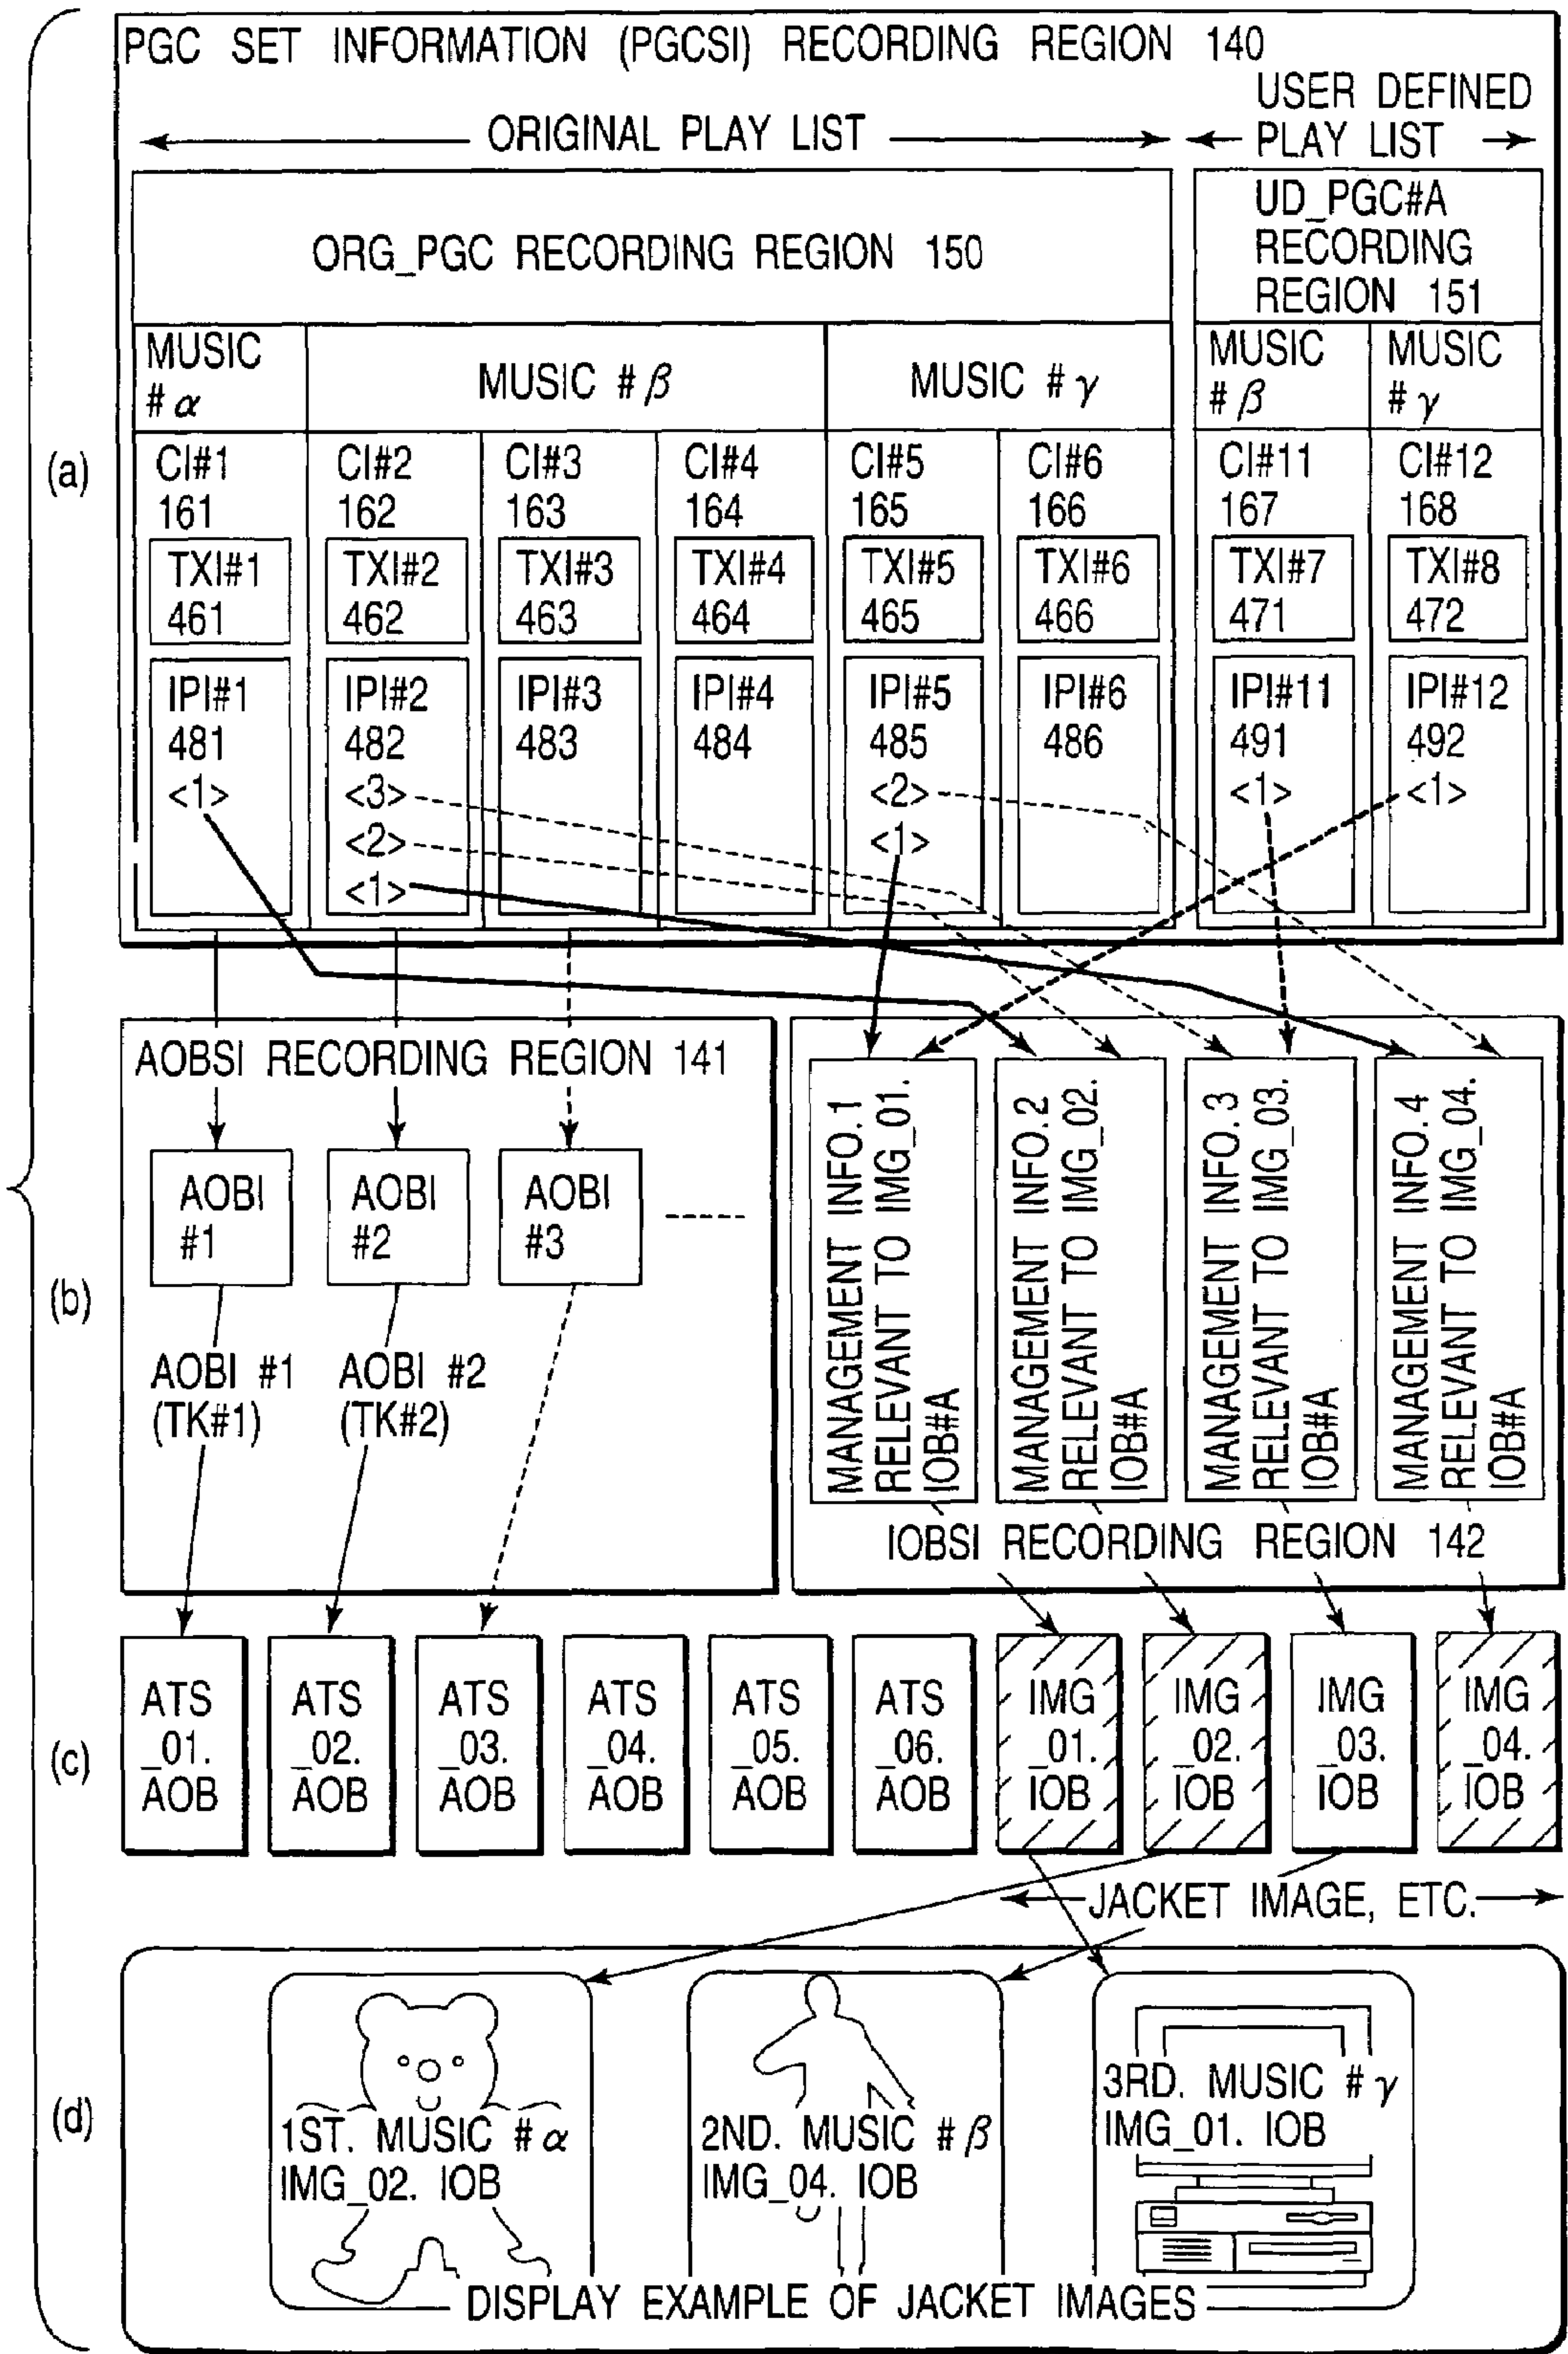 PGC SET INFORMATION (PGCSI) RECORDING REGION 140
ORIGINAL PLAY LIST
USER DEFINED
PLAY LIST
ORG_PGC RECORDING REGION 150
UD_PGC#A
RECORDING
REGION 151
MUSIC
# α
MUSIC # β
MUSIC # γ
MUSIC
# β
MUSIC
# γ
(a)
CI#1
161
CI#2
162
CI#3
163
CI#4
164
CI#5
165
CI#6
166
CI#11
167
CI#12
168
TXI#1
461
TXI#2
462
TXI#3
463
TXI#4
464
TXI#5
465
TXI#6
466
TXI#7
471
TXI#8
472
IPI#1
481
<1>
IPI#2
482
<3>
<2>
<1>
IPI#3
483
IPI#4
484
IPI#5
485
<2>
<1>
IPI#6
486
IPI#11
491
<1>
IPI#12
492
<1>
(b)
AOBSI RECORDING REGION 141
AOBI
#1
AOBI
#2
AOBI
#3
AOBI #1
(TK#1)
AOBI #2
(TK#2)
MANAGEMENT INFO. 1
RELEVANT TO IMG_01.
IOB#A
MANAGEMENT INFO. 2
RELEVANT TO IMG_02.
IOB#A
MANAGEMENT INFO. 3
RELEVANT TO IMG_03.
IOB#A
MANAGEMENT INFO. 4
RELEVANT TO IMG_04.
IOB#A
IOBSI RECORDING REGION 142
(c)
ATS
_01.
AOB
ATS
_02.
AOB
ATS
_03.
AOB
ATS
_04.
AOB
ATS
_05.
AOB
ATS
_06.
AOB
IMG
_01.
IOB
IMG
_02.
IOB
IMG
_03.
IOB
IMG
_04.
IOB
JACKET IMAGE, ETC.
(d)
1ST. MUSIC # α
IMG_02. IOB
2ND. MUSIC # β
IMG_04. IOB
3RD. MUSIC # γ
IMG_01. IOB
DISPLAY EXAMPLE OF JACKET IMAGES